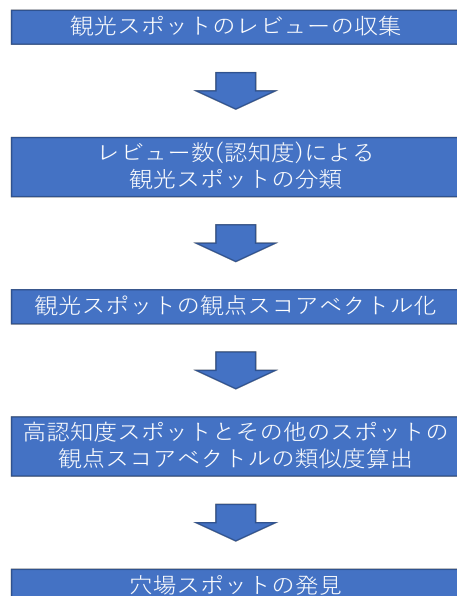 観光スポットのレビューの収集
レビュー数(認知度)による
観光スポットの分類
観光スポットの観点スコアベクトル化
高認知度スポットとその他のスポットの
観点スコアベクトルの類似度算出
穴場スポットの発見